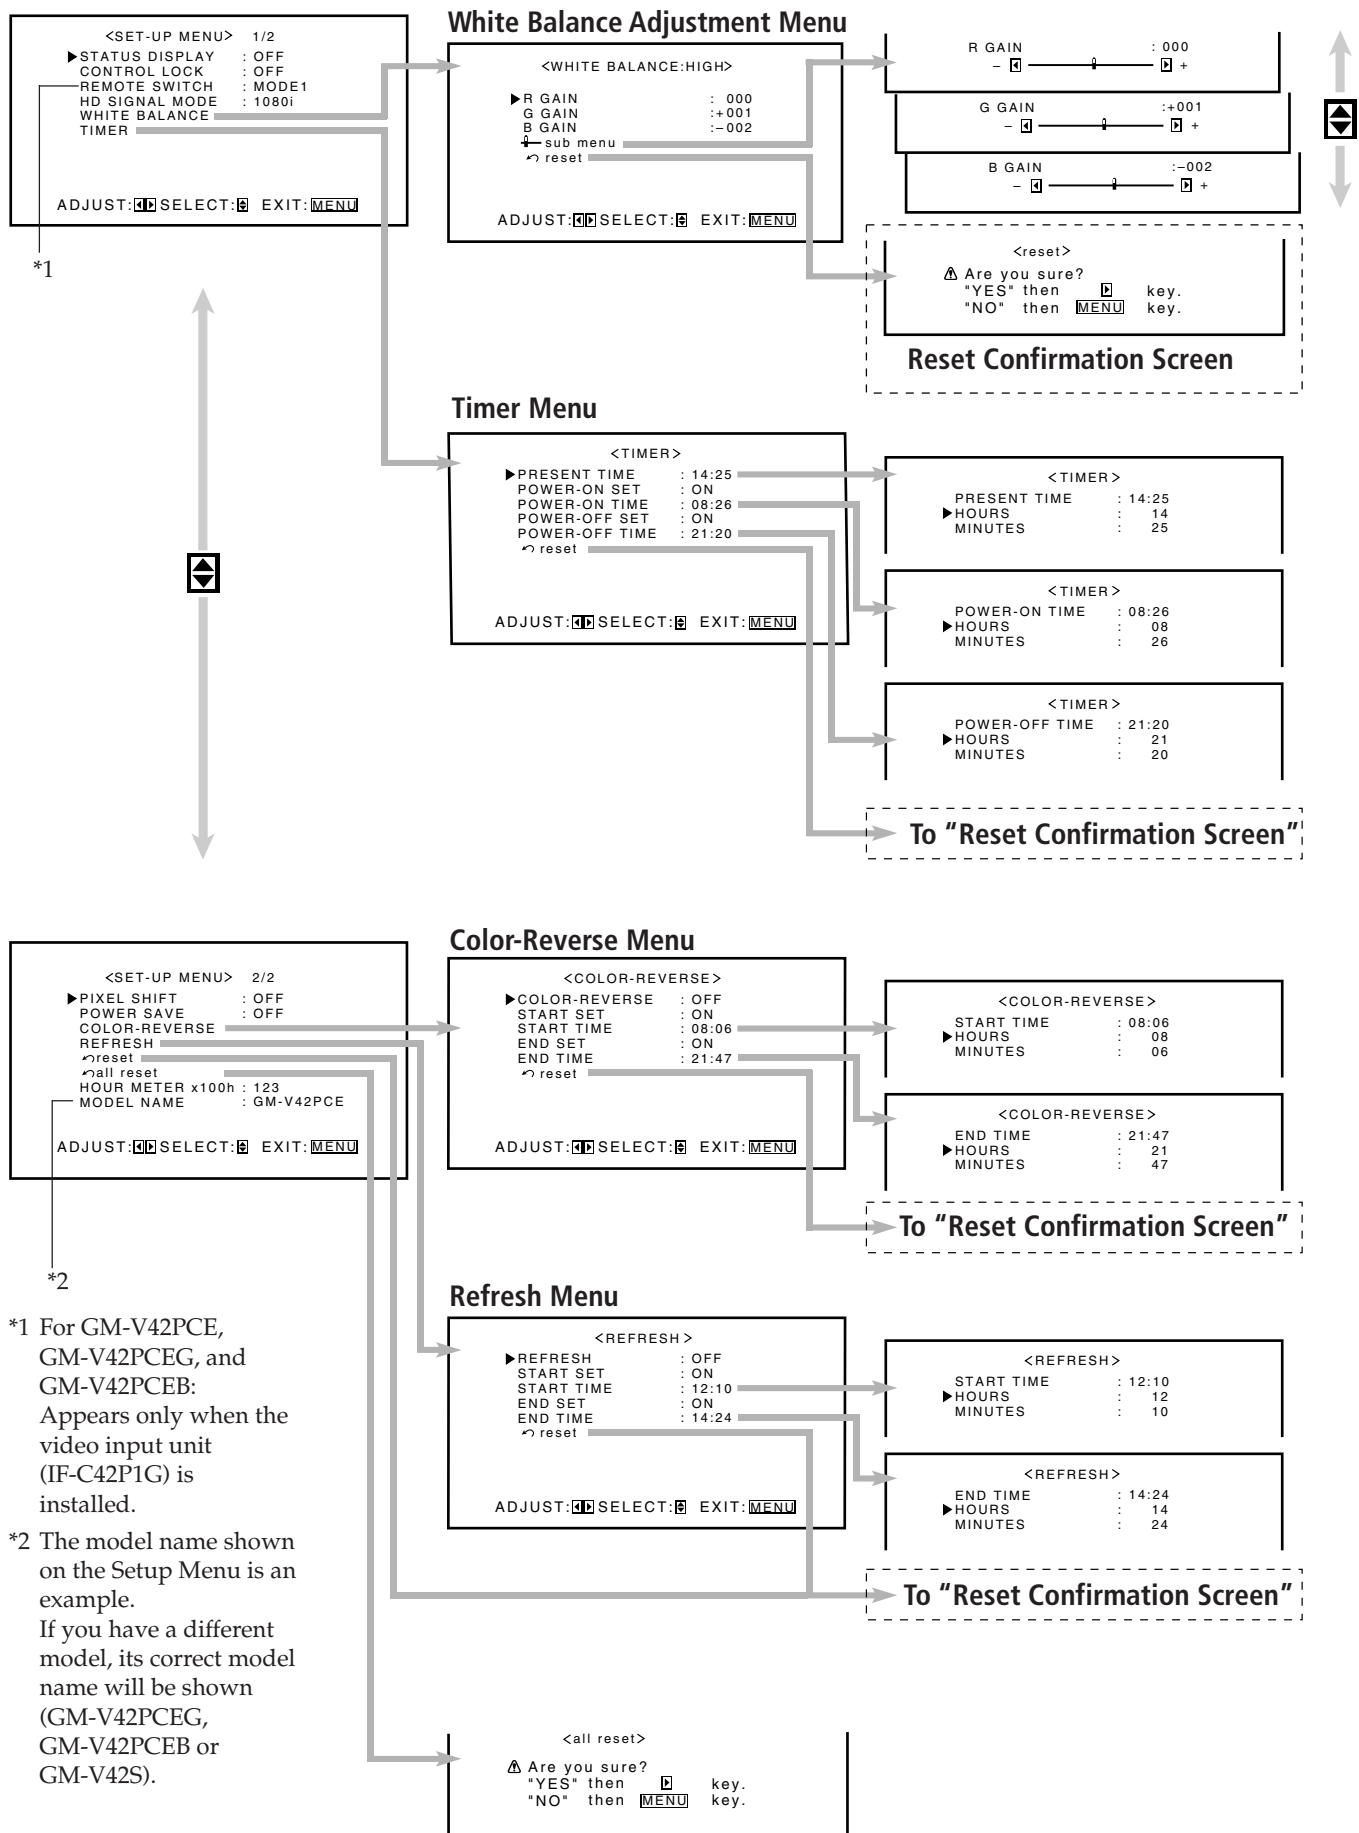 <SET-UP MENU> 1/2
STATUS DISPLAY : OFF
CONTROL LOCK : OFF
REMOTE SWITCH : MODE1
HD SIGNAL MODE : 1080i
WHITE BALANCE
TIMER
ADJUST: SELECT: EXIT: MENU
*1
White Balance Adjustment Menu
<WHITE BALANCE:HIGH>
R GAIN : 000
G GAIN :+001
B GAIN :–002
sub menu
reset
ADJUST: SELECT: EXIT: MENU
R GAIN : 000
– +
G GAIN :+001
– +
B GAIN :–002
– +
<reset>
Are you sure?
"YES" then key.
"NO" then MENU key.
Reset Confirmation Screen
Timer Menu
<TIMER>
PRESENT TIME : 14:25
POWER-ON SET : ON
POWER-ON TIME : 08:26
POWER-OFF SET : ON
POWER-OFF TIME : 21:20
reset
ADJUST: SELECT: EXIT: MENU
<TIMER>
PRESENT TIME : 14:25
HOURS : 14
MINUTES : 25
<TIMER>
POWER-ON TIME : 08:26
HOURS : 08
MINUTES : 26
<TIMER>
POWER-OFF TIME : 21:20
HOURS : 21
MINUTES : 20
To “Reset Confirmation Screen”
<SET-UP MENU> 2/2
PIXEL SHIFT : OFF
POWER SAVE : OFF
COLOR-REVERSE
REFRESH
reset
all reset
HOUR METER x100h : 123
MODEL NAME : GM-V42PCE
ADJUST: SELECT: EXIT: MENU
*2
Color-Reverse Menu
<COLOR-REVERSE>
COLOR-REVERSE : OFF
START SET : ON
START TIME : 08:06
END SET : ON
END TIME : 21:47
reset
ADJUST: SELECT: EXIT: MENU
<COLOR-REVERSE>
START TIME : 08:06
HOURS : 08
MINUTES : 06
<COLOR-REVERSE>
END TIME : 21:47
HOURS : 21
MINUTES : 47
To “Reset Confirmation Screen”
Refresh Menu
<REFRESH>
REFRESH : OFF
START SET : ON
START TIME : 12:10
END SET : ON
END TIME : 14:24
reset
ADJUST: SELECT: EXIT: MENU
<REFRESH>
START TIME : 12:10
HOURS : 12
MINUTES : 10
<REFRESH>
END TIME : 14:24
HOURS : 14
MINUTES : 24
To “Reset Confirmation Screen”
*1 For GM-V42PCE,
GM-V42PCEG, and
GM-V42PCEB:
Appears only when the
video input unit
(IF-C42P1G) is
installed.
*2 The model name shown
on the Setup Menu is an
example.
If you have a different
model, its correct model
name will be shown
(GM-V42PCEG,
GM-V42PCEB or
GM-V42S).
<all reset>
Are you sure?
"YES" then key.
"NO" then MENU key.